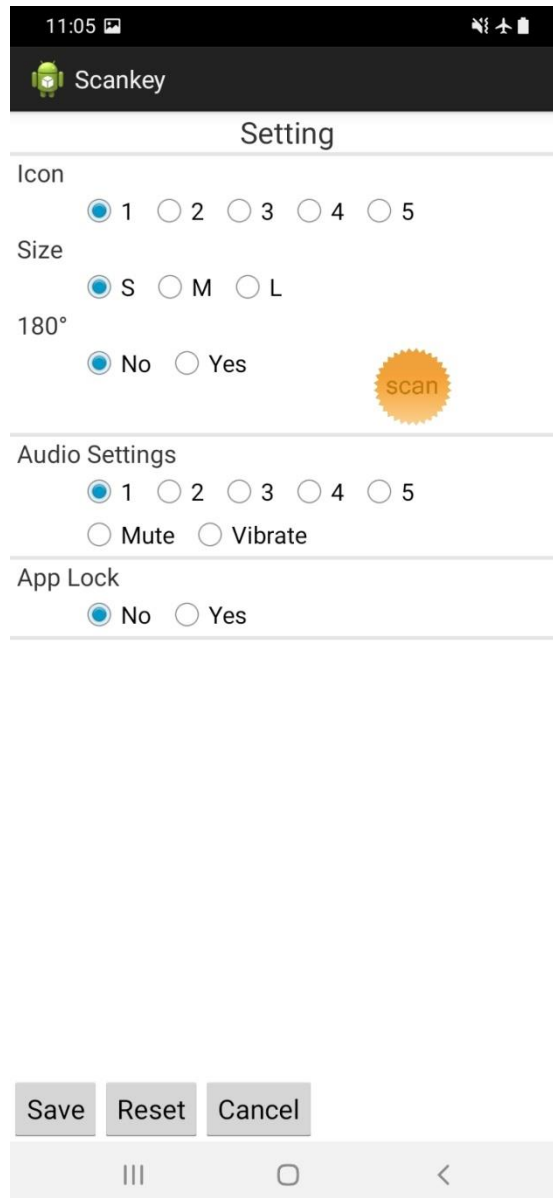 11:05
Scankey
Setting
Icon
1 2 3 4 5
Size
S M L
180°
No Yes
scan
Audio Settings
1 2 3 4 5
Mute Vibrate
App Lock
No Yes
Save Reset Cancel